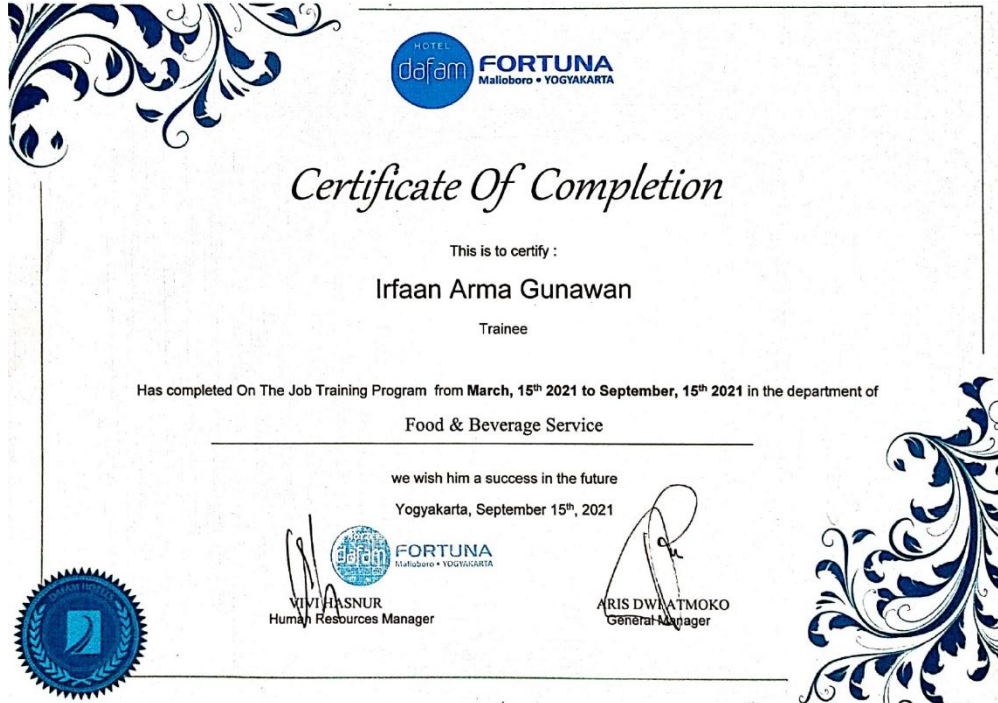 HOTEL
dafam
FORTUNA
Malioboro • YOGYAKARTA
Certificate Of Completion
This is to certify :
Irfaan Arma Gunawan
Trainee
Has completed On The Job Training Program from March, 15th 2021 to September, 15th 2021 in the department of
Food & Beverage Service
we wish him a success in the future
Yogyakarta, September 15th, 2021
HOTEL
dafam
FORTUNA
Malioboro • YOGYAKARTA
VIVI HASNUR
Human Resources Manager
ARIS DWI ATMOKO
General Manager
DAFAM HOTELS